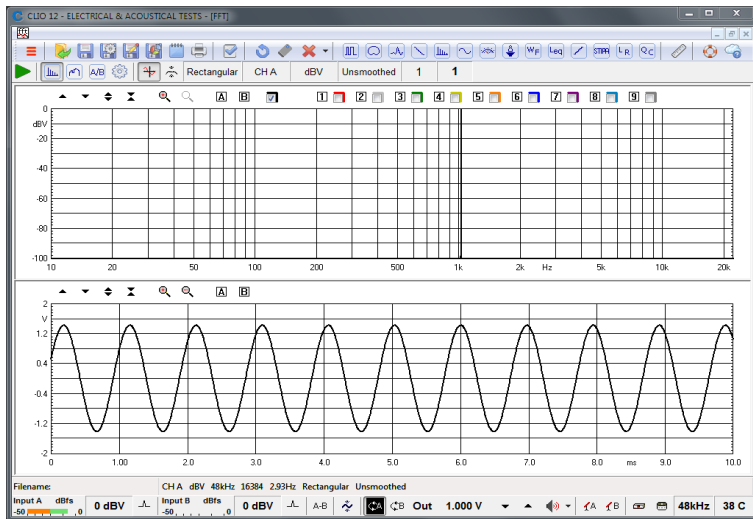 CLIO 12 - ELECTRICAL & ACOUSTICAL TESTS - [FFT]
WF Leq STIPA LR QC
A/B Rectangular CH A dBV Unsmoothed 1 1
A B 1 2 3 4 5 6 7 8 9
0
dBV
-20
-40
-60
-80
-100
10 20 50 100 200 500 1k 2k Hz 5k 10k 20k
A B
2
V
1.2
0.4
-0.4
-1.2
-2
0 1.00 2.0 3.0 4.0 5.0 6.0 7.0 8.0 ms 9.0 10.0
Filename: CH A dBV 48kHz 16384 2.93Hz Rectangular Unsmoothed
Input A dBfs Input B dBfs
-50 0 0 dBV -50 0 0 dBV A-B A B Out 1.000 V A B 48kHz 38 C